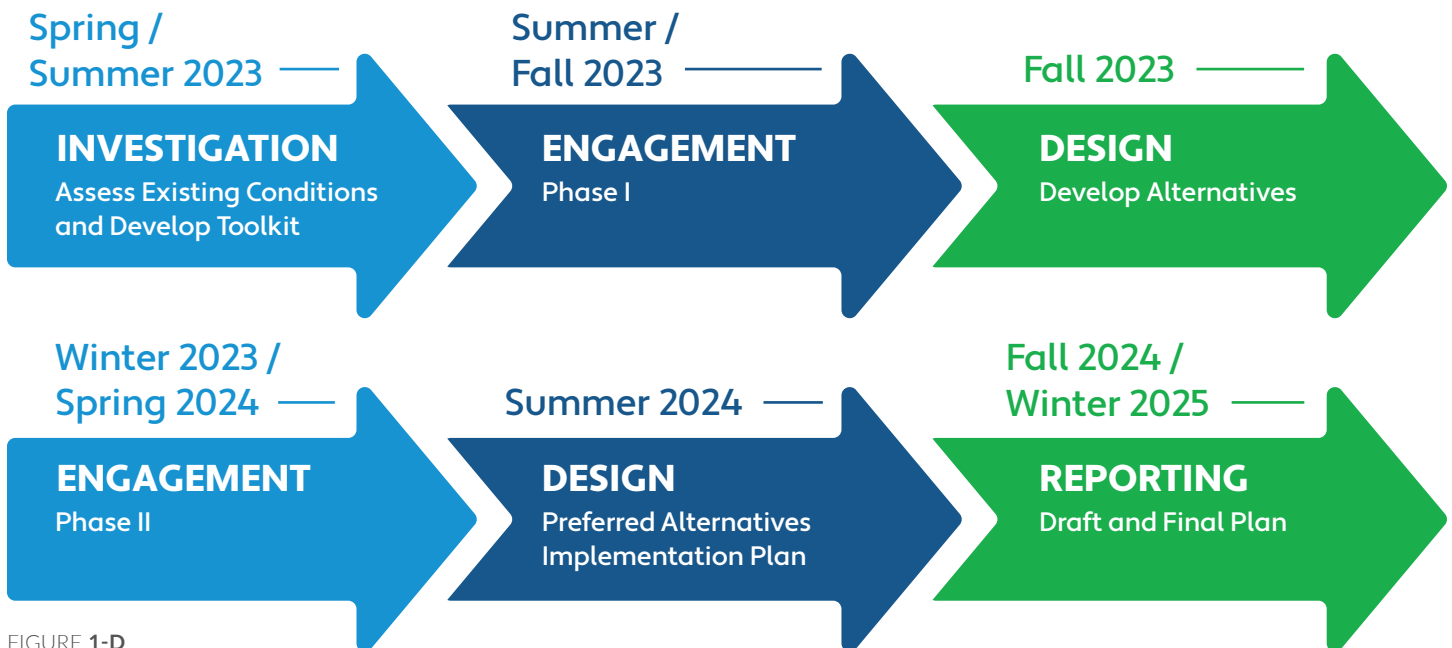 Spring /
Summer 2023
INVESTIGATION
Assess Existing Conditions
and Develop Toolkit
Summer /
Fall 2023
ENGAGEMENT
Phase I
Fall 2023
DESIGN
Develop Alternatives
Winter 2023 /
Spring 2024
ENGAGEMENT
Phase II
Summer 2024
DESIGN
Preferred Alternatives
Implementation Plan
Fall 2024 /
Winter 2025
REPORTING
Draft and Final Plan
FIGURE 1-D